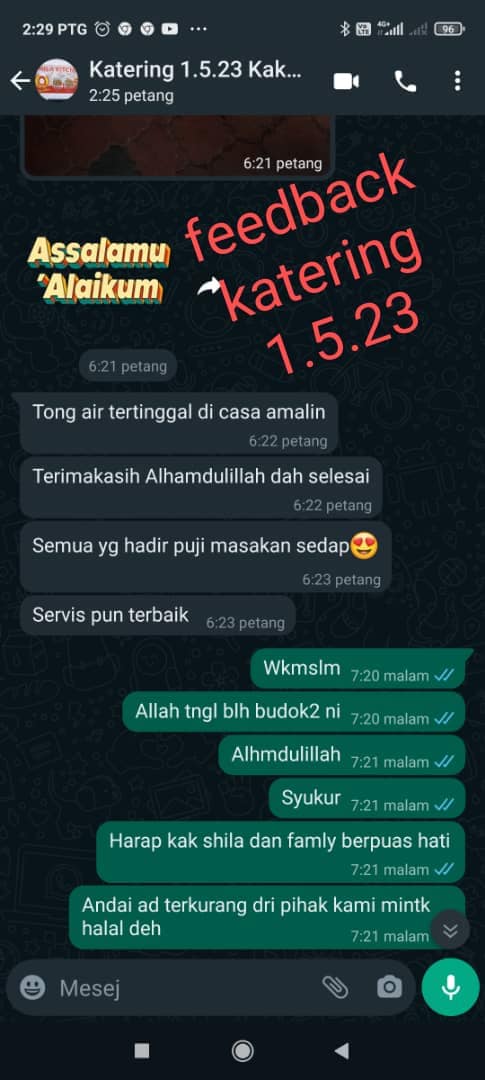 2:29 PTG
4G+
96
Katering 1.5.23 Kak...
2:25 petang
6:21 petang
feedback
katering
1.5.23
Assalamu
'Alaikum
6:21 petang
Tong air tertinggal di casa amalin
6:22 petang
Terimakasih Alhamdulillah dah selesai
6:22 petang
Semua yg hadir puji masakan sedap😍
6:23 petang
Servis pun terbaik 6:23 petang
Wkmslm 7:20 malam
Allah tngl blh budok2 ni 7:20 malam
Alhmdulillah 7:21 malam
Syukur 7:21 malam
Harap kak shila dan famly berpuas hati
7:21 malam
Andai ad terkurang dri pihak kami mintk
halal deh
7:21 malam
Mesej